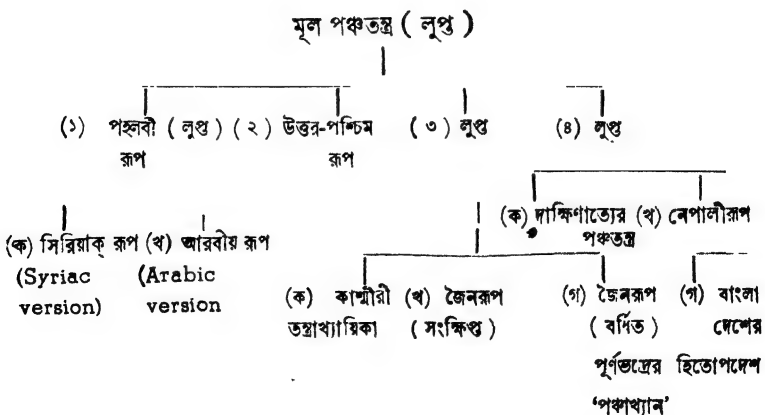 মূল পঞ্চতন্ত্র ( লুপ্ত )
(১) পহ্লবী ( লুপ্ত ) (২) উত্তর-পশ্চিম (৩) লুপ্ত (৪) লুপ্ত
রূপ রূপ
(ক) দাক্ষিণাত্যের (খ) নেপালীরূপ
পঞ্চতন্ত্র
(ক) সিরিয়াক্ রূপ (খ) আরবীয় রূপ
(Syriac (Arabic
version) version
(ক) কাশ্মীরী (খ) জৈনরূপ (গ) জৈনরূপ (গ) বাংলা
তন্ত্রাখ্যায়িকা ( সংক্ষিপ্ত ) ( বর্ধিত ) দেশের
পূর্ণভদ্রের হিতোপদেশ
‘পঞ্চাখ্যান’